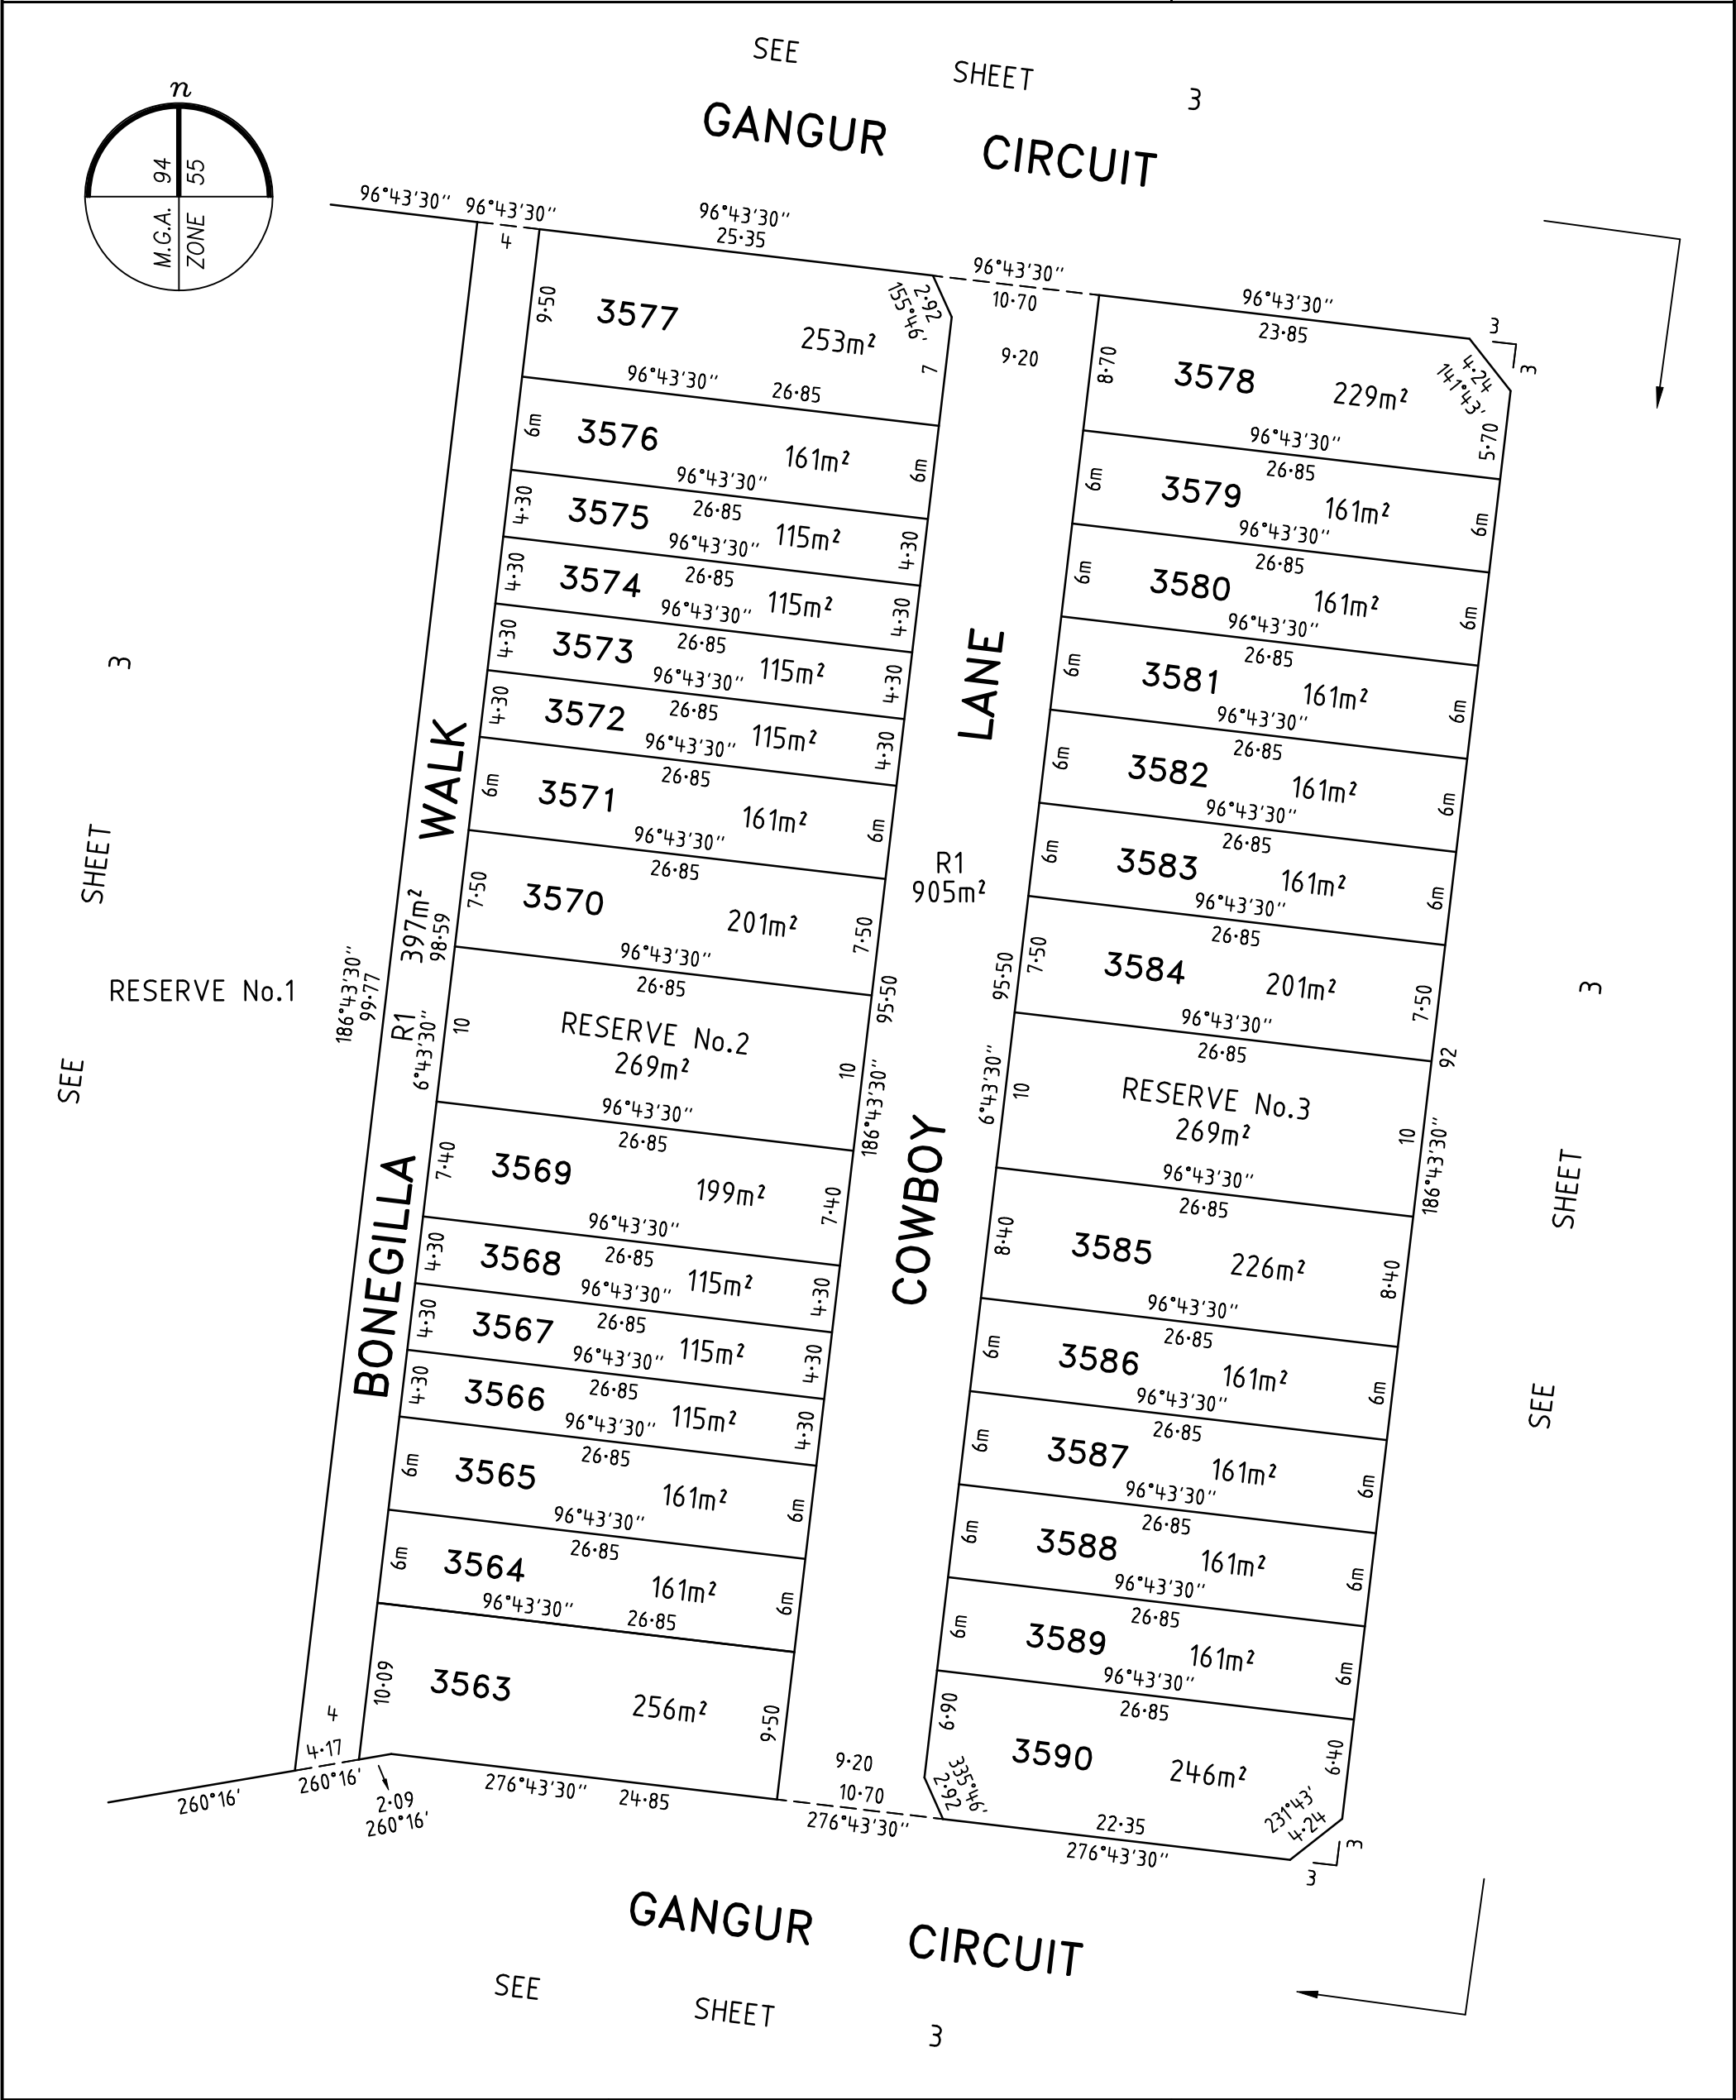 SEE SHEET 3
GANGUR CIRCUIT
n
M.G.A. 94
ZONE 55
96°43'30"
96°43'30"
4
96°43'30"
25·35
96°43'30"
10·70
9·20
96°43'30"
23·85
3
3
4·24
141°43'
5·70
2·92
155°46'
7
9·50
3577
253m²
96°43'30"
26·85
6m
3576
161m²
6m
96°43'30"
26·85
4·30
3575
115m²
4·30
96°43'30"
26·85
4·30
3574
115m²
4·30
96°43'30"
26·85
4·30
3573
115m²
4·30
96°43'30"
26·85
4·30
3572
115m²
4·30
96°43'30"
26·85
6m
3571
161m²
6m
96°43'30"
26·85
7·50
3570
201m²
7·50
96°43'30"
26·85
10
RESERVE No.2
269m²
10
96°43'30"
26·85
7·40
3569
199m²
7·40
96°43'30"
26·85
4·30
3568
115m²
4·30
96°43'30"
26·85
4·30
3567
115m²
4·30
96°43'30"
26·85
4·30
3566
115m²
4·30
96°43'30"
26·85
6m
3565
161m²
6m
96°43'30"
26·85
6m
3564
161m²
6m
96°43'30"
26·85
10·09
3563
256m²
9·50
276°43'30"
24·85
8·70
3578
229m²
96°43'30"
26·85
6m
3579
161m²
6m
96°43'30"
26·85
6m
3580
161m²
6m
96°43'30"
26·85
6m
3581
161m²
6m
96°43'30"
26·85
6m
3582
161m²
6m
96°43'30"
26·85
6m
3583
161m²
6m
96°43'30"
26·85
7·50
3584
201m²
7·50
96°43'30"
26·85
10
RESERVE No.3
269m²
10
96°43'30"
26·85
8·40
3585
226m²
8·40
96°43'30"
26·85
6m
3586
161m²
6m
96°43'30"
26·85
6m
3587
161m²
6m
96°43'30"
26·85
6m
3588
161m²
6m
96°43'30"
26·85
6m
3589
161m²
6m
96°43'30"
26·85
6·90
3590
246m²
6·40
335°46'
2·92
231°43'
4·24
3
3
22·35
276°43'30"
BONEGILLA WALK
R1 397m²
6°43'30" 98·59
186°43'30"
99·77
RESERVE No.1
SEE SHEET 3
COWBOY LANE
R1
905m²
186°43'30" 95·50
6°43'30" 95·50
9·20
10·70
276°43'30"
186°43'30" 92
SEE SHEET 3
4
4·17
260°16'
260°16'
2·09
260°16'
GANGUR CIRCUIT
SEE SHEET 3